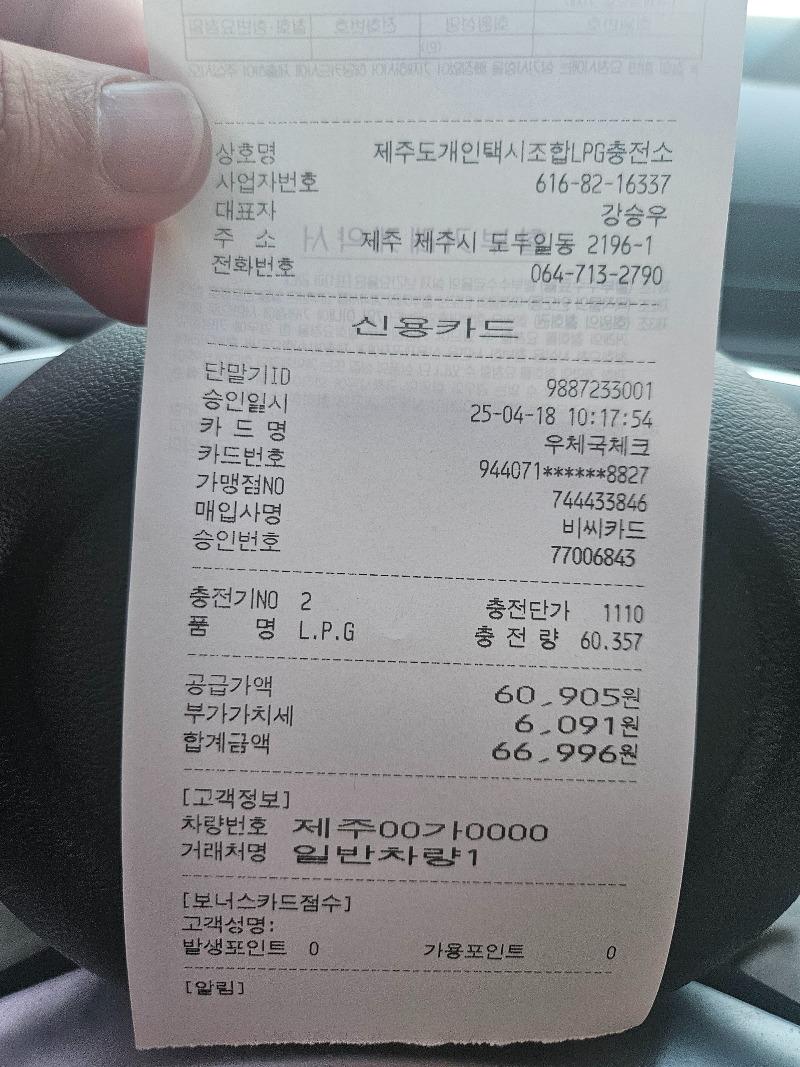 상호명 제주도개인택시조합LPG충전소
사업자번호 616-82-16337
대표자 강승우
주 소 제주 제주시 도두일동 2196-1
전화번호 064-713-2790
신용카드
단말기ID 9887233001
승인일시 25-04-18 10:17:54
카 드 명 우체국체크
카드번호 944071******8827
가맹점NO 744433846
매입사명 비씨카드
승인번호 77006843
충전기NO 2 충전단가 1110
품 명 L.P.G 충 전 량 60.357
공급가액 60,905원
부가가치세 6,091원
합계금액 66,996원
[고객정보]
차량번호 제주00가0000
거래처명 일반차량1
[보너스카드점수]
고객성명:
발생포인트 0 가용포인트 0
[알림]